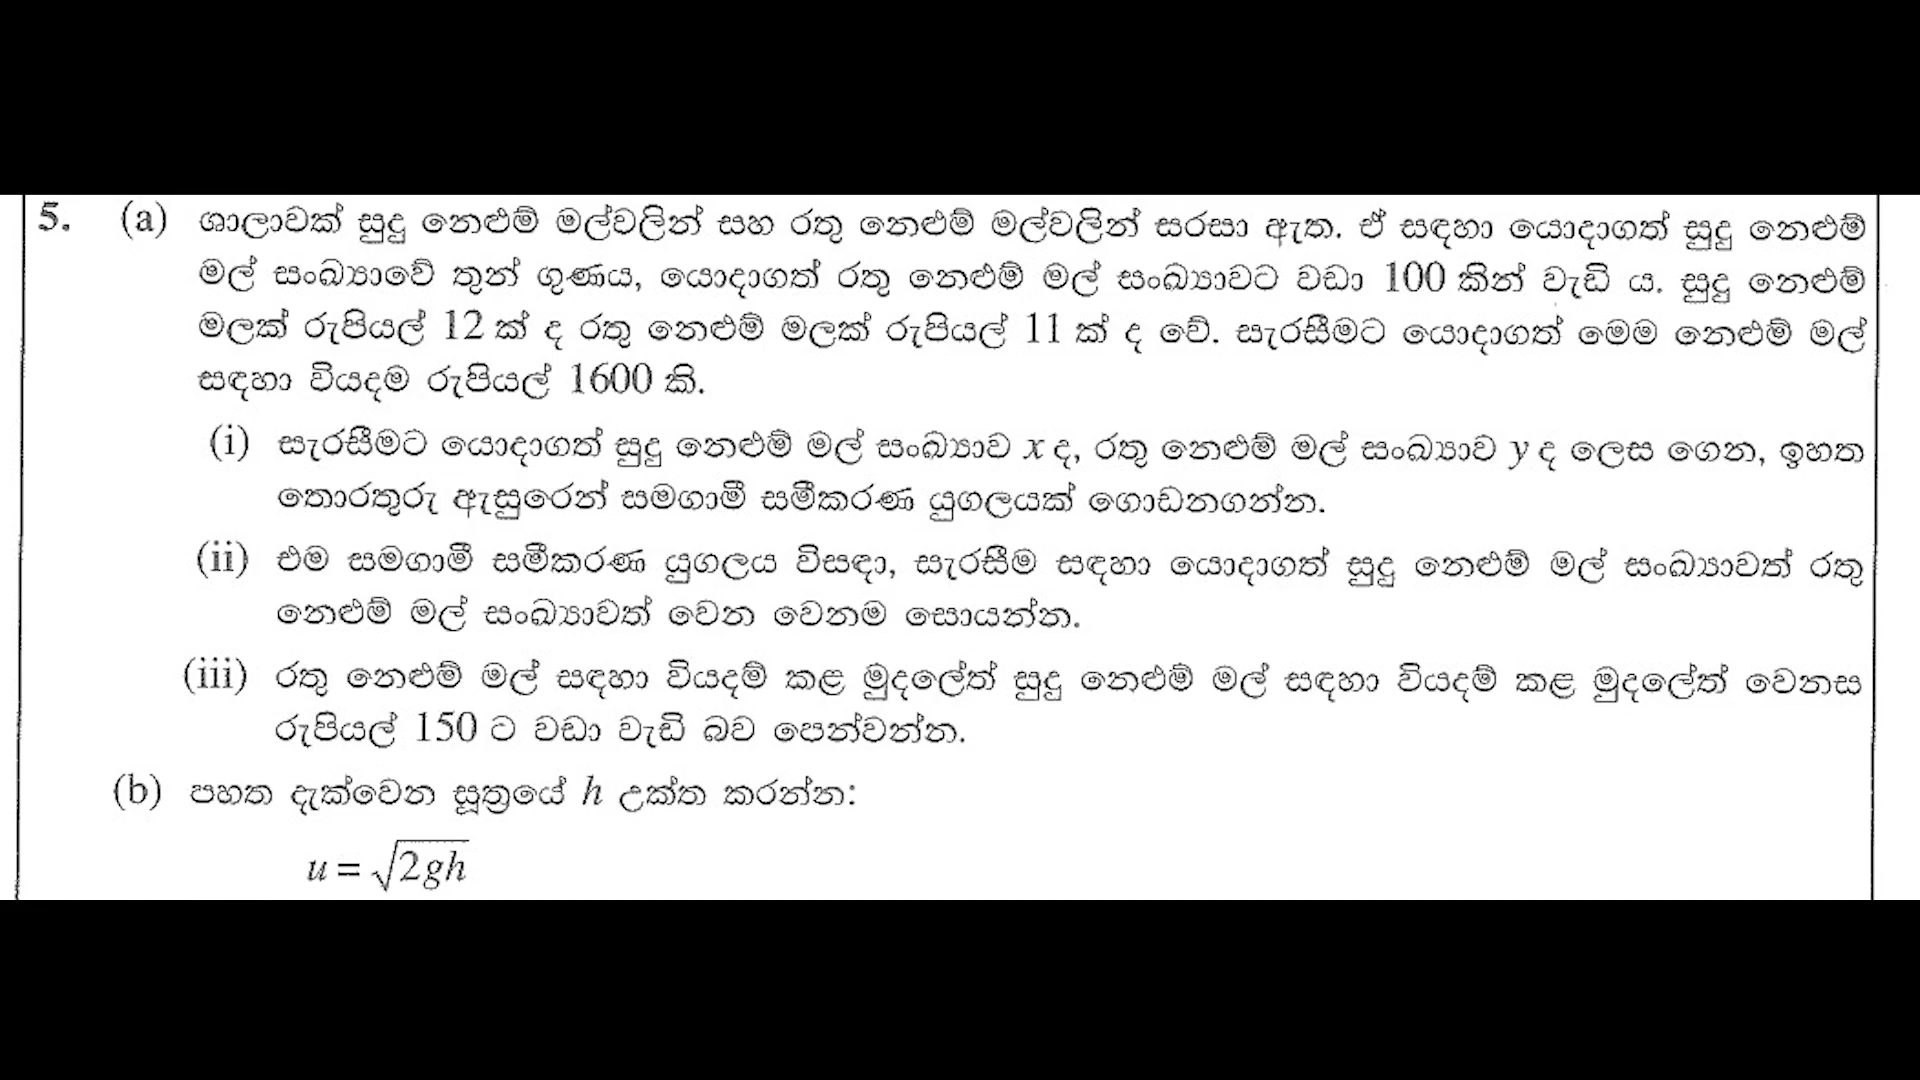 5. (a) ශාලාවක් සුදු නෙළුම් මල්වලින් සහ රතු නෙළුම් මල්වලින් සරසා ඇත. ඒ සඳහා යොදාගත් සුදු නෙළුම්
මල් සංඛ්‍යාවේ තුන් ගුණය, යොදාගත් රතු නෙළුම් මල් සංඛ්‍යාවට වඩා 100 කින් වැඩි ය. සුදු නෙළුම්
මලක් රුපියල් 12 ක් ද රතු නෙළුම් මලක් රුපියල් 11 ක් ද වේ. සැරසීමට යොදාගත් මෙම නෙළුම් මල්
සඳහා වියදම රුපියල් 1600 කි.
(i) සැරසීමට යොදාගත් සුදු නෙළුම් මල් සංඛ්‍යාව x ද, රතු නෙළුම් මල් සංඛ්‍යාව y ද ලෙස ගෙන, ඉහත
තොරතුරු ඇසුරෙන් සමගාමී සමීකරණ යුගලයක් ගොඩනගන්න.
(ii) එම සමගාමී සමීකරණ යුගලය විසඳා, සැරසීම සඳහා යොදාගත් සුදු නෙළුම් මල් සංඛ්‍යාවත් රතු
නෙළුම් මල් සංඛ්‍යාවත් වෙන වෙනම සොයන්න.
(iii) රතු නෙළුම් මල් සඳහා වියදම් කළ මුදලේත් සුදු නෙළුම් මල් සඳහා වියදම් කළ මුදලේත් වෙනස
රුපියල් 150 ට වඩා වැඩි බව පෙන්වන්න.
(b) පහත දැක්වෙන සූත්‍රයේ h උක්ත කරන්න:
u = √2gh